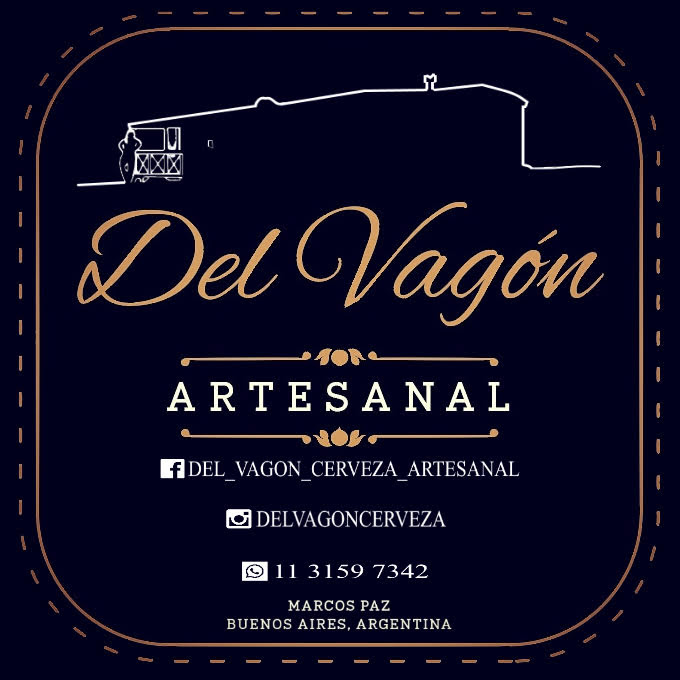 Del Vagón
ARTESANAL
DEL_VAGON_CERVEZA_ARTESANAL
DELVAGONCERVEZA
11 3159 7342
MARCOS PAZ
BUENOS AIRES, ARGENTINA